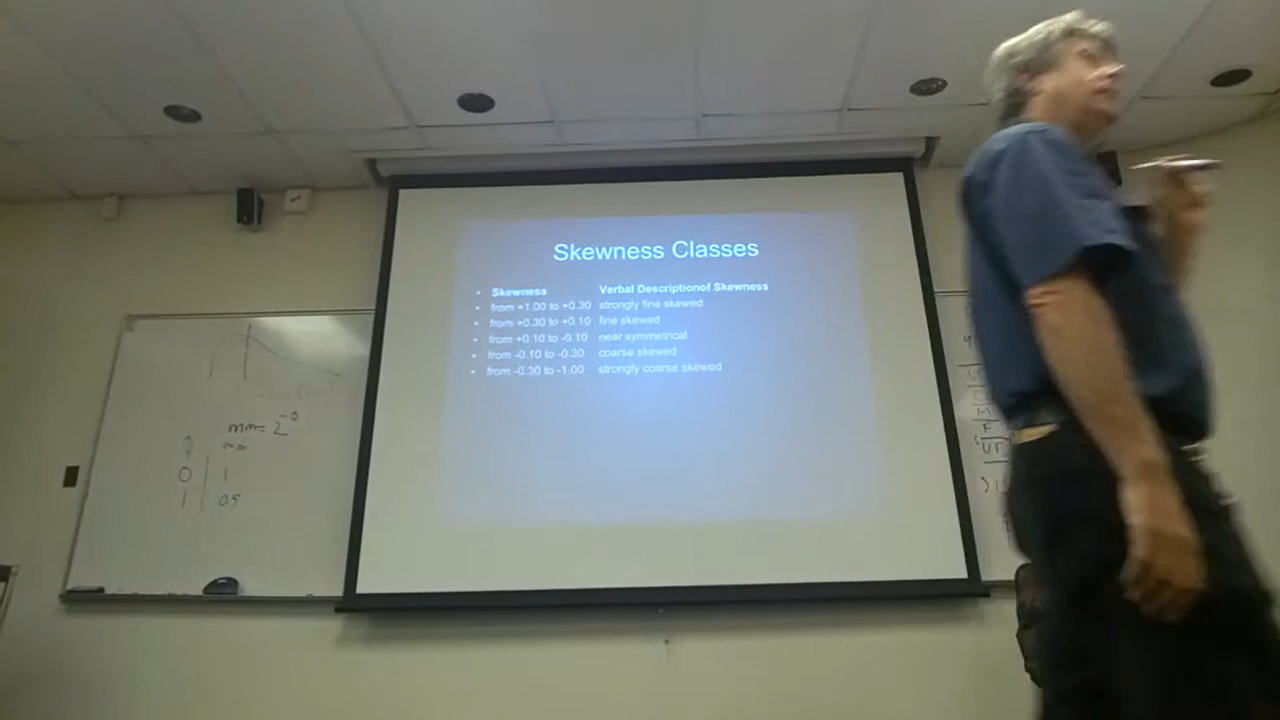 Skewness Classes
• Skewness Verbal Descriptionof Skewness
• from +1.00 to +0.30 strongly fine skewed
• from +0.30 to +0.10 fine skewed
• from +0.10 to -0.10 near symmetrical
• from -0.10 to -0.30 coarse skewed
• from -0.30 to -1.00 strongly coarse skewed
mm
0 1
1 0.5
M
F